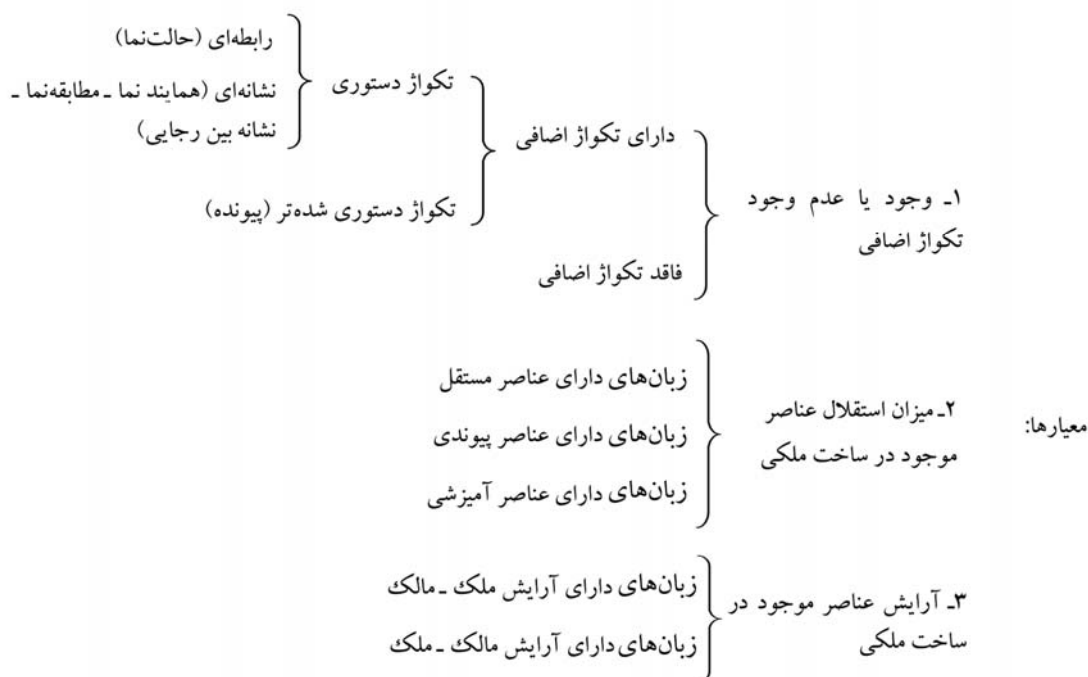 معیارها:
۱ـ وجود یا عدم وجود
تکواژ اضافی
دارای تکواژ اضافی
تکواژ دستوری
رابطه‌ای (حالت‌نما)
نشانه‌ای (همایند نما ـ مطابقه‌نما ـ
نشانه بین رجایی)
تکواژ دستوری شده‌تر (پیونده)
فاقد تکواژ اضافی
۲ـ میزان استقلال عناصر
موجود در ساخت ملکی
زبان‌های دارای عناصر مستقل
زبان‌های دارای عناصر پیوندی
زبان‌های دارای عناصر آمیزشی
۳ـ آرایش عناصر موجود در
ساخت ملکی
زبان‌های دارای آرایش ملک ـ مالک
زبان‌های دارای آرایش مالک ـ ملک